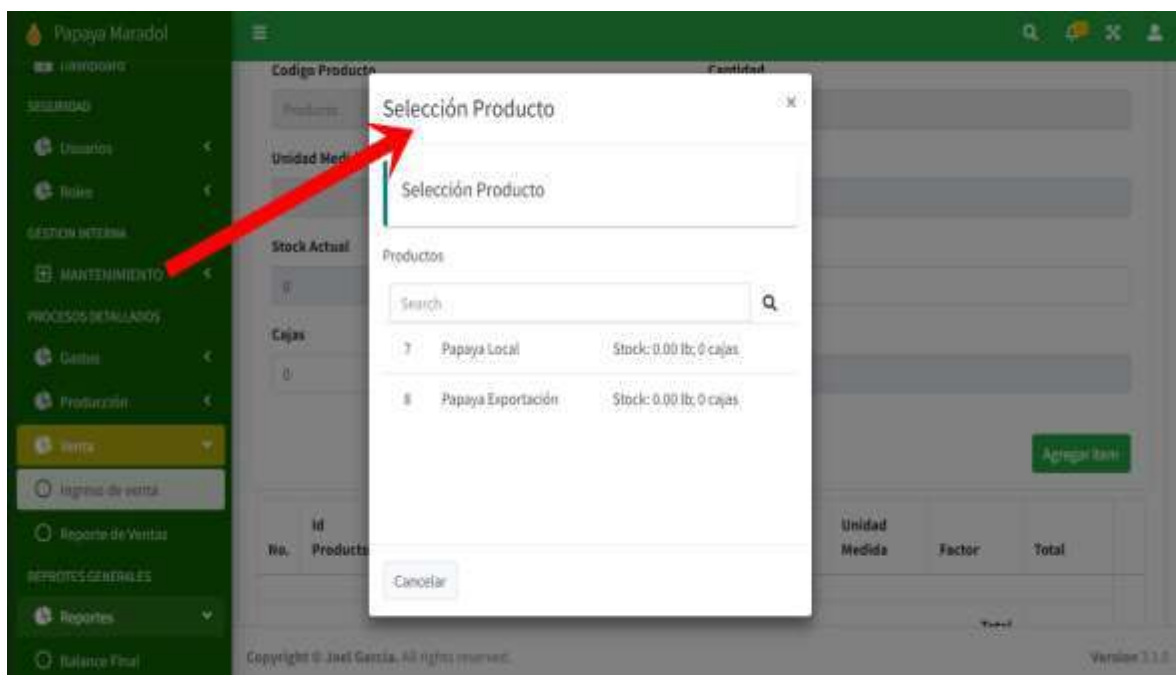 Papaya Maradol
Dashboard
SEGURIDAD
Usuarios
Roles
GESTION INTERNA
MANTENIMIENTO
PROCESOS DETALLADOS
Gastos
Producción
Venta
Ingreso de venta
Reporte de Ventas
REPROTES GENERALES
Reportes
Balance Final
Codigo Producto
Cantidad
Producto
Unidad Medida
Stock Actual
0
Cajas
0
Selección Producto
×
Selección Producto
Productos
Search
7 Papaya Local Stock: 0.00 lb; 0 cajas
8 Papaya Exportación Stock: 0.00 lb; 0 cajas
Cancelar
Agregar Item
No. Id Producto Unidad Medida Factor Total
Total
Copyright © Joel Garcia. All rights reserved.
Version 3.1.0